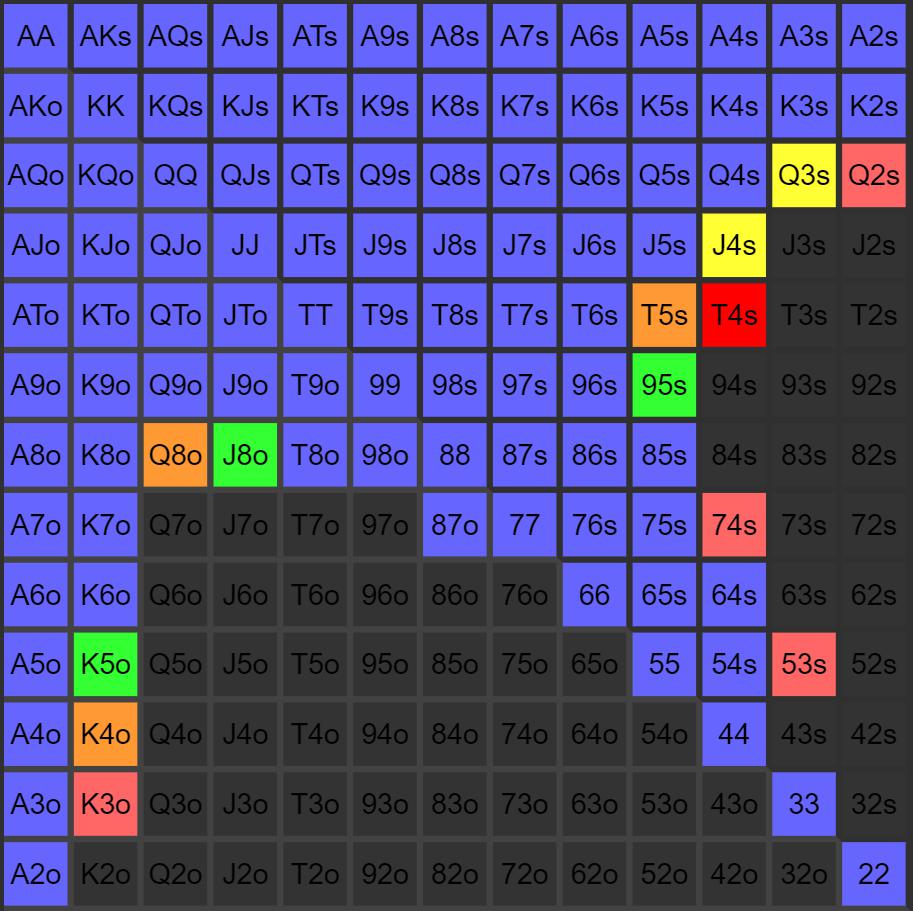 AA AKs AQs AJs ATs A9s A8s A7s A6s A5s A4s A3s A2s
AKo KK KQs KJs KTs K9s K8s K7s K6s K5s K4s K3s K2s
AQo KQo QQ QJs QTs Q9s Q8s Q7s Q6s Q5s Q4s Q3s Q2s
AJo KJo QJo JJ JTs J9s J8s J7s J6s J5s J4s J3s J2s
ATo KTo QTo JTo TT T9s T8s T7s T6s T5s T4s T3s T2s
A9o K9o Q9o J9o T9o 99 98s 97s 96s 95s 94s 93s 92s
A8o K8o Q8o J8o T8o 98o 88 87s 86s 85s 84s 83s 82s
A7o K7o Q7o J7o T7o 97o 87o 77 76s 75s 74s 73s 72s
A6o K6o Q6o J6o T6o 96o 86o 76o 66 65s 64s 63s 62s
A5o K5o Q5o J5o T5o 95o 85o 75o 65o 55 54s 53s 52s
A4o K4o Q4o J4o T4o 94o 84o 74o 64o 54o 44 43s 42s
A3o K3o Q3o J3o T3o 93o 83o 73o 63o 53o 43o 33 32s
A2o K2o Q2o J2o T2o 92o 82o 72o 62o 52o 42o 32o 22